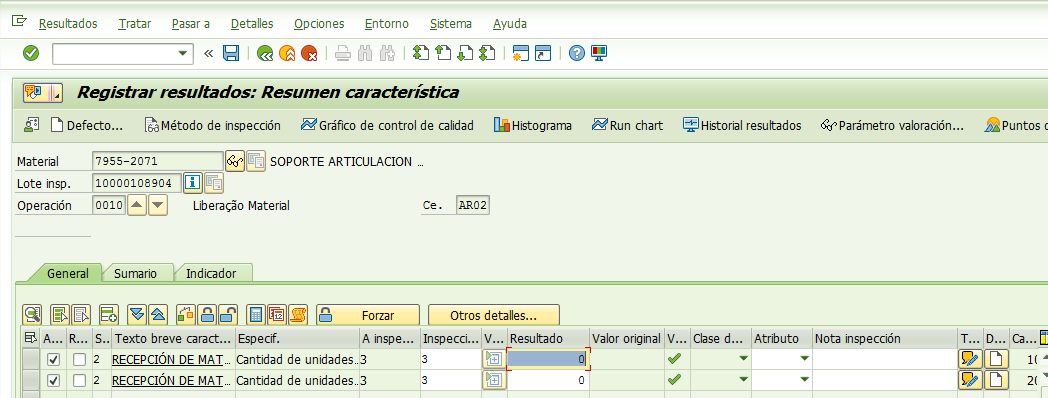 Resultados Tratar Pasar a Detalles Opciones Entorno Sistema Ayuda
Registrar resultados: Resumen característica
Defecto... Método de inspección Gráfico de control de calidad Histograma Run chart Historial resultados Parámetro valoración... Puntos
Material 7955-2071 SOPORTE ARTICULACION ...
Lote insp. 10000108904
Operación 0010 Liberação Material Ce. AR02
General Sumario Indicador
Forzar Otros detalles...
A... R... S.. Texto breve caract... Especif. A inspe... Inspecci... V... Resultado Valor original V... Clase d... Atributo Nota inspección T... D... Ca...
2 RECEPCIÓN DE MAT... Cantidad de unidades.. 3 3 0 10
2 RECEPCIÓN DE MAT... Cantidad de unidades.. 3 3 0 20